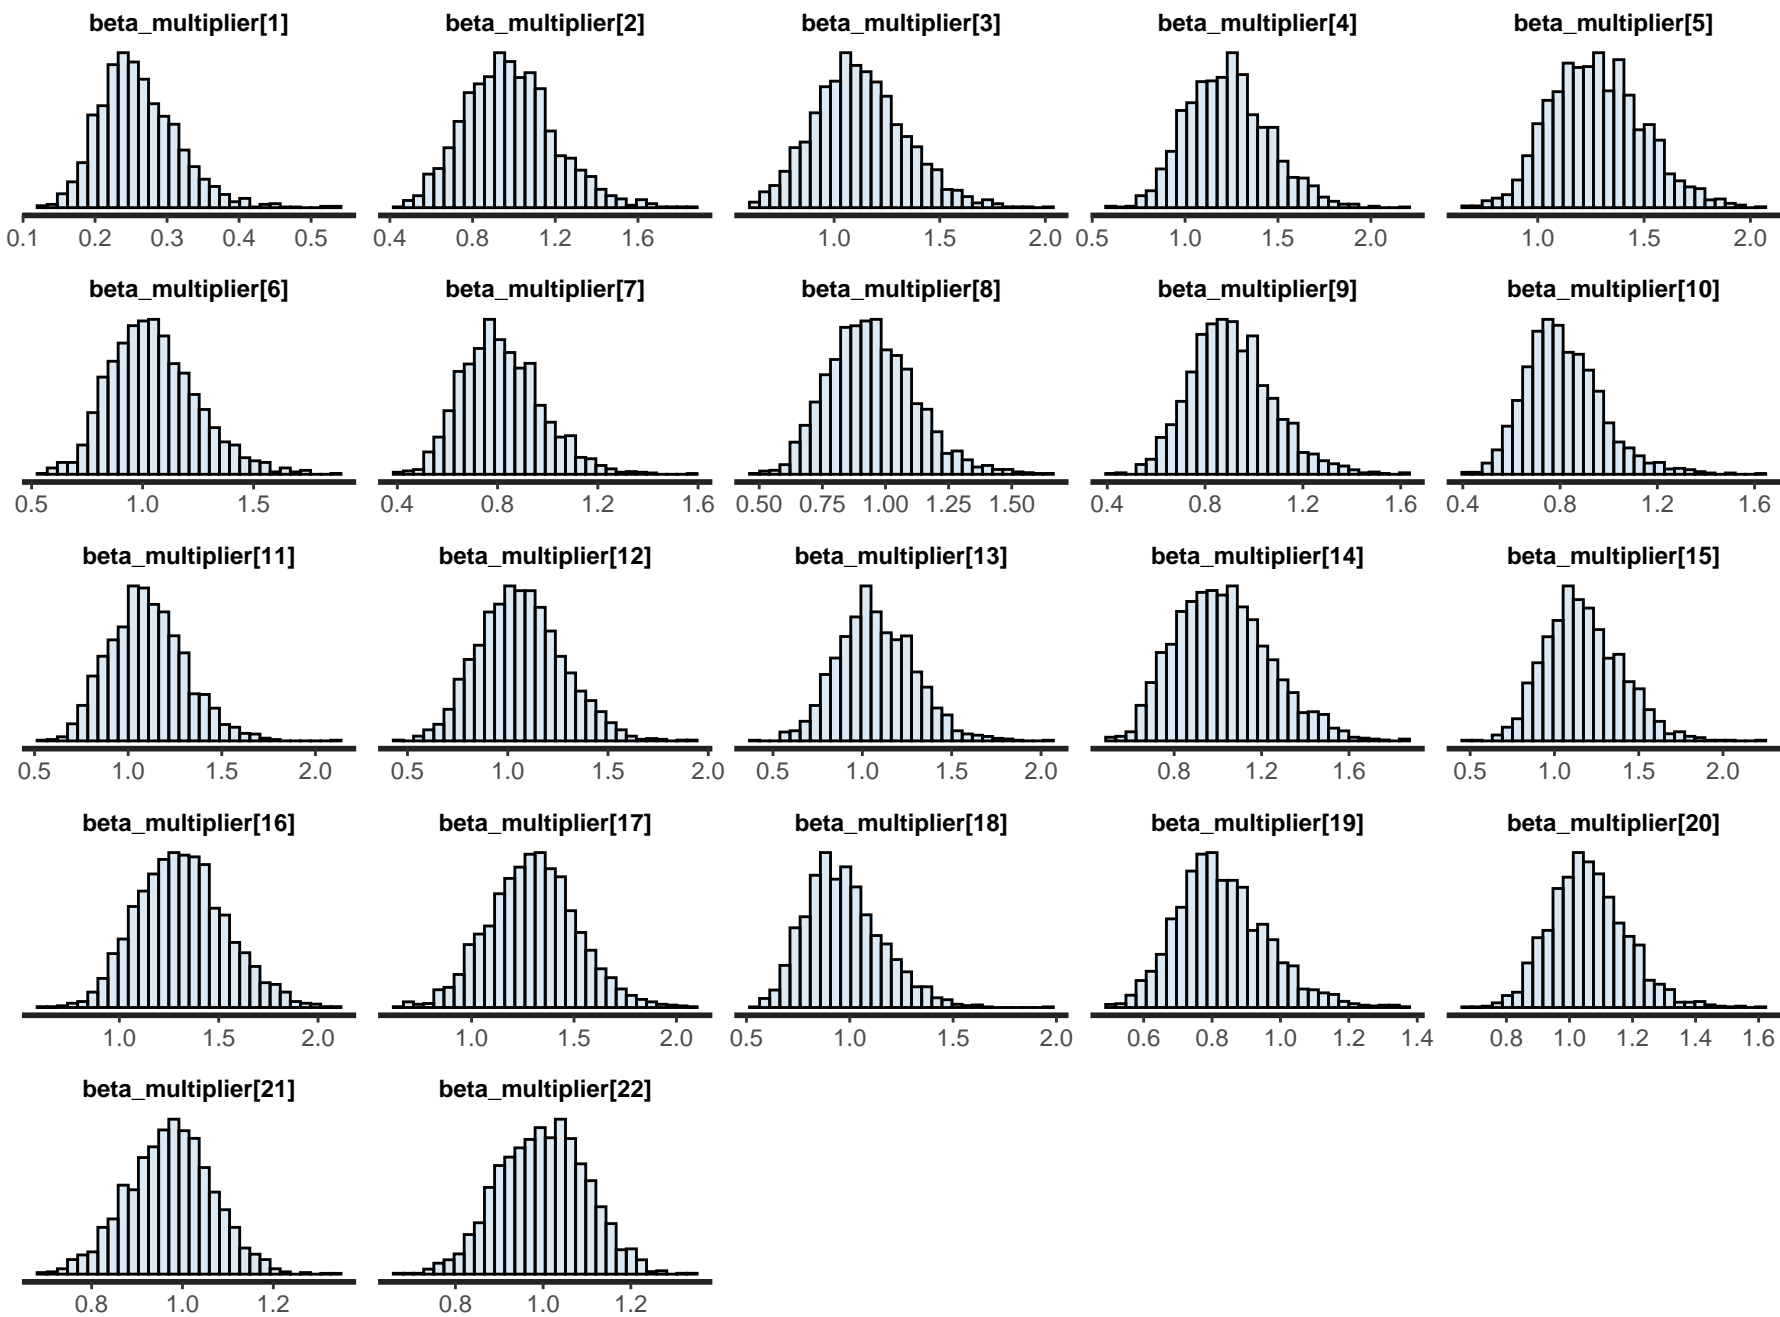 beta_multiplier[1] beta_multiplier[2] beta_multiplier[3] beta_multiplier[4] beta_multiplier[5]
0.1 0.2 0.3 0.4 0.5 0.4 0.8 1.2 1.6 1.0 1.5 2.0 0.5 1.0 1.5 2.0 1.0 1.5 2.0
beta_multiplier[6] beta_multiplier[7] beta_multiplier[8] beta_multiplier[9] beta_multiplier[10]
0.5 1.0 1.5 0.4 0.8 1.2 1.6 0.50 0.75 1.00 1.25 1.50 0.4 0.8 1.2 1.6 0.4 0.8 1.2 1.6
beta_multiplier[11] beta_multiplier[12] beta_multiplier[13] beta_multiplier[14] beta_multiplier[15]
0.5 1.0 1.5 2.0 0.5 1.0 1.5 2.0 0.5 1.0 1.5 2.0 0.8 1.2 1.6 0.5 1.0 1.5 2.0
beta_multiplier[16] beta_multiplier[17] beta_multiplier[18] beta_multiplier[19] beta_multiplier[20]
1.0 1.5 2.0 1.0 1.5 2.0 0.5 1.0 1.5 2.0 0.6 0.8 1.0 1.2 1.4 0.8 1.0 1.2 1.4 1.6
beta_multiplier[21] beta_multiplier[22]
0.8 1.0 1.2 0.8 1.0 1.2